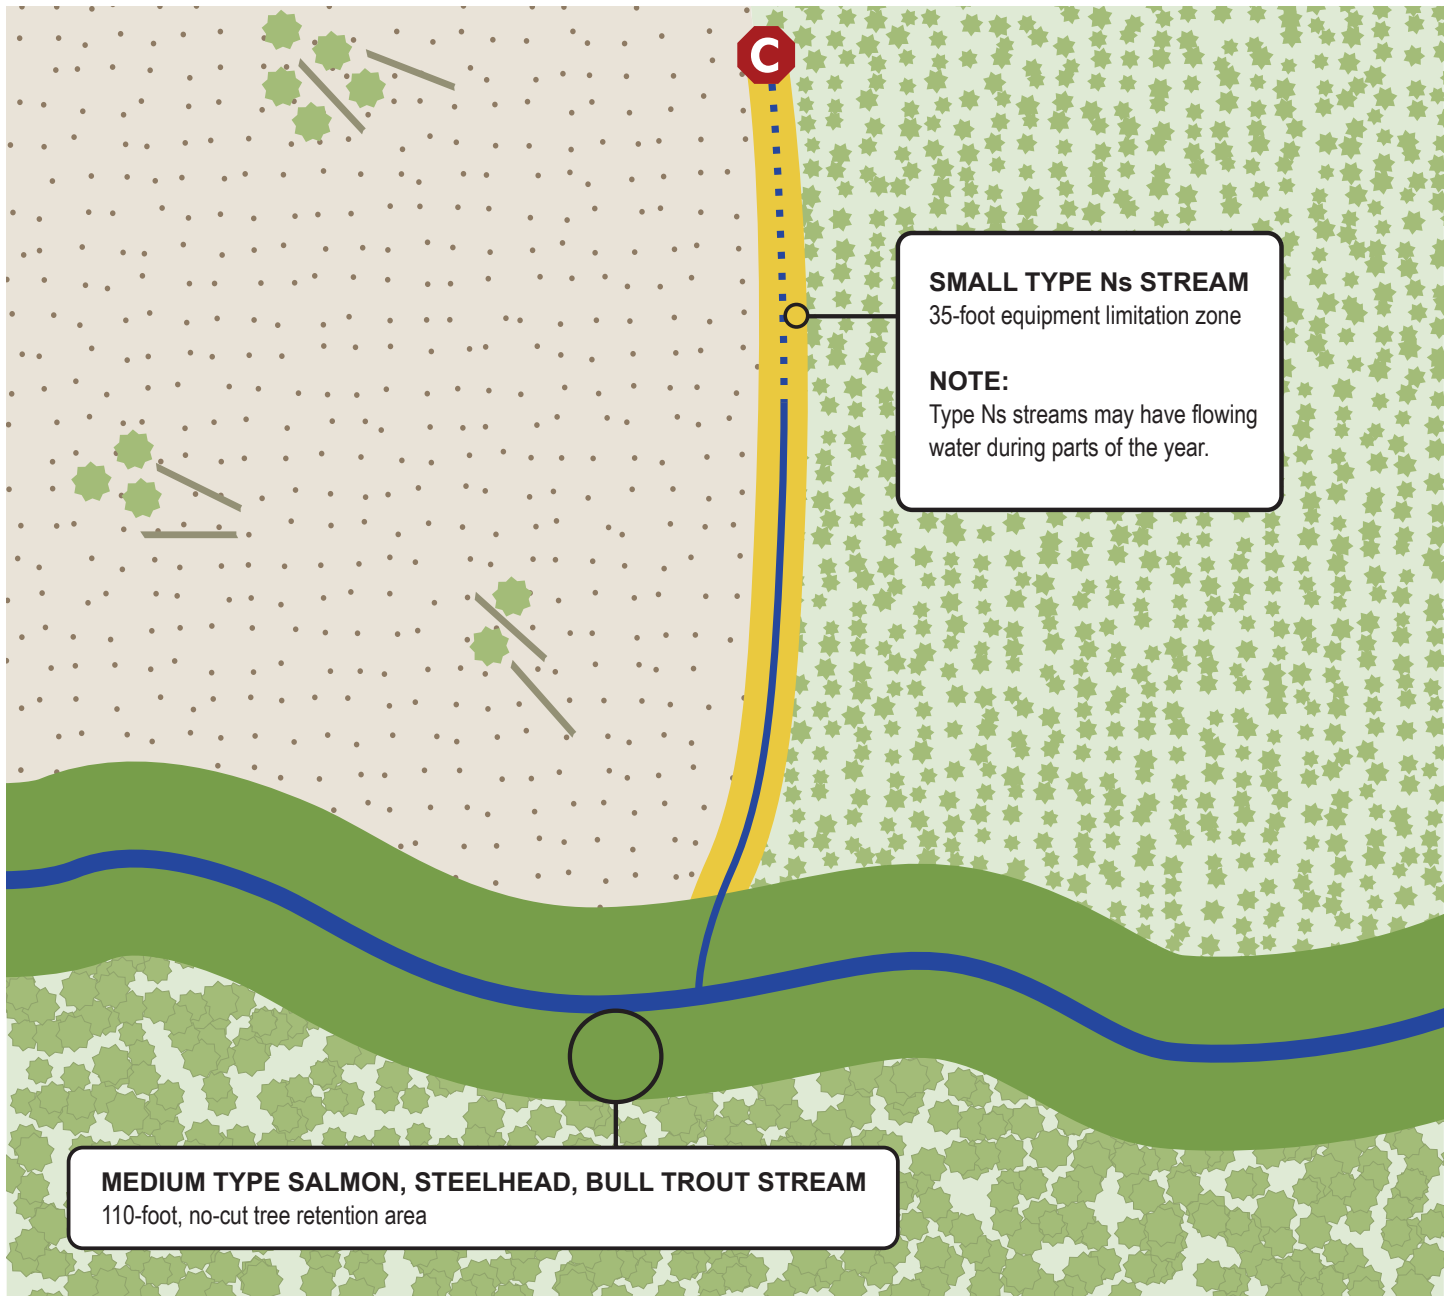 C
SMALL TYPE Ns STREAM
35-foot equipment limitation zone
NOTE:
Type Ns streams may have flowing
water during parts of the year.
MEDIUM TYPE SALMON, STEELHEAD, BULL TROUT STREAM
110-foot, no-cut tree retention area